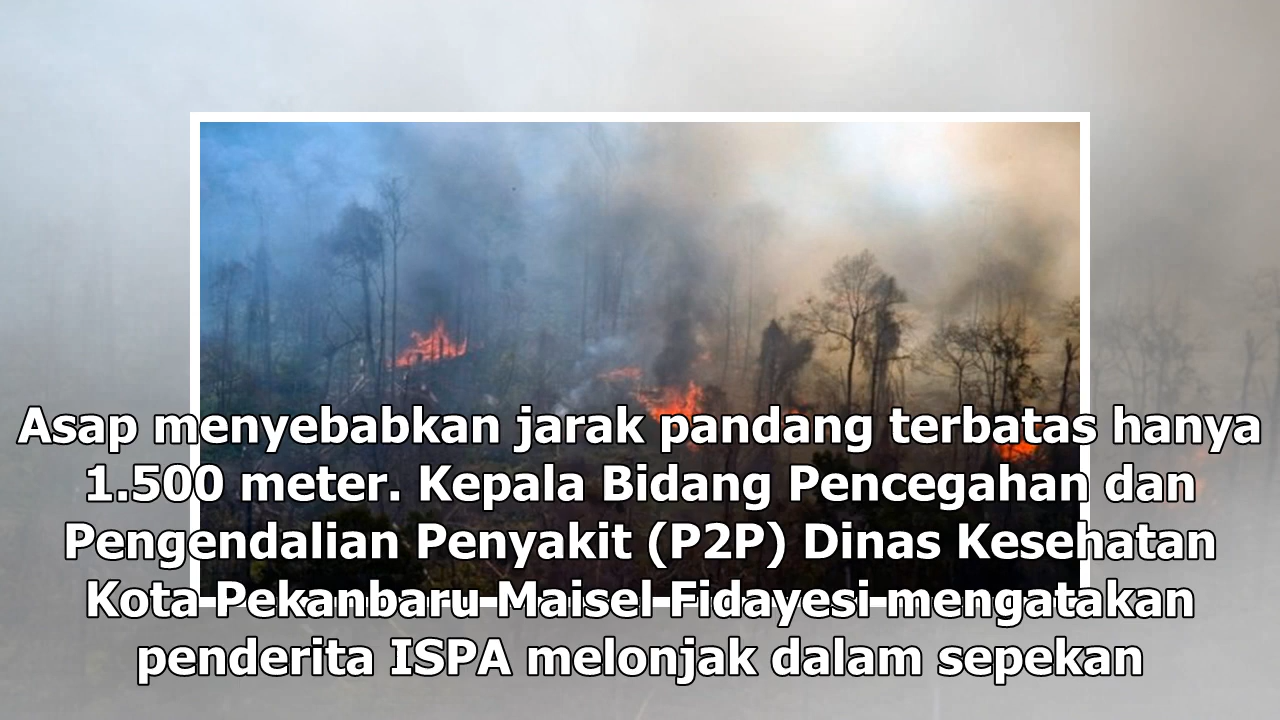 Asap menyebabkan jarak pandang terbatas hanya
1.500 meter. Kepala Bidang Pencegahan dan
Pengendalian Penyakit (P2P) Dinas Kesehatan
Kota Pekanbaru Maisel Fidayesi mengatakan
penderita ISPA melonjak dalam sepekan